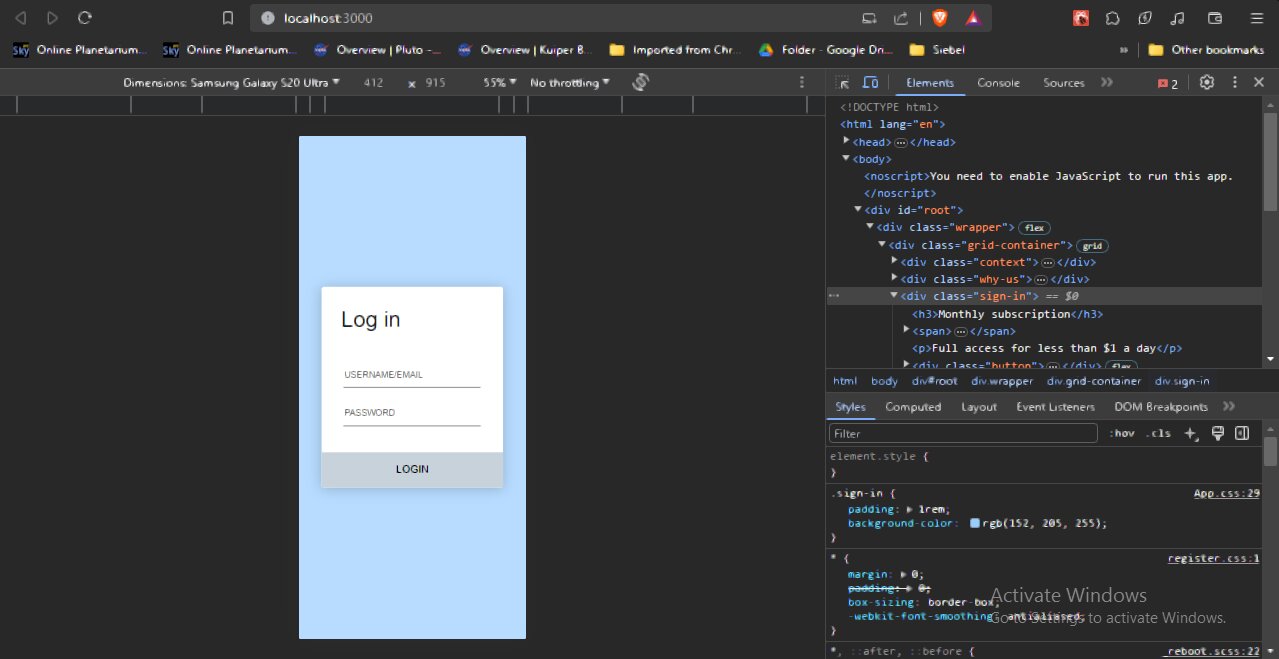 localhost:3000
Online Planetarium... Online Planetarium... Overview | Pluto -... Overview | Kuiper B... Imported from Chr... Folder - Google Dri... Siebel » Other bookmarks
Dimensions: Samsung Galaxy S20 Ultra 412 x 915 55% No throttling
Elements Console Sources » 2
Log in
USERNAME/EMAIL
PASSWORD
LOGIN
<!DOCTYPE html>
<html lang="en">
<head> ... </head>
<body>
<noscript>You need to enable JavaScript to run this app.
</noscript>
<div id="root">
<div class="wrapper"> flex
<div class="grid-container"> grid
<div class="context"> ... </div>
<div class="why-us"> ... </div>
... <div class="sign-in"> == $0
<h3>Monthly subscription</h3>
<span> ... </span>
<p>Full access for less than $1 a day</p>
<div class="button"> ... </div> flex
html body div#root div.wrapper div.grid-container div.sign-in
Styles Computed Layout Event Listeners DOM Breakpoints »
Filter :hov .cls
element.style {
}
.sign-in { App.css:29
padding: 1rem;
background-color: rgb(152, 205, 255);
}
* { register.css:1
margin: 0;
padding: 0;
box-sizing: border-box;
-webkit-font-smoothing: antialiased;
}
*, ::after, ::before { _reboot.scss:22
Activate Windows
Go to Settings to activate Windows.